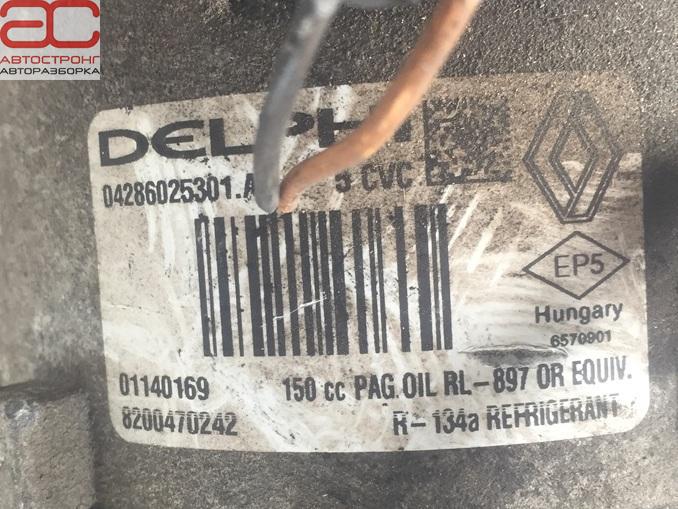 АС
АВТОСТРОНГ
АВТОРАЗБОРКА
DELPHI
04286025301.A
5 CVC
EP5
Hungary
6570901
01140169
150 cc PAG.OIL RL-897 OR EQUIV.
8200470242
R-134a REFRIGERANT